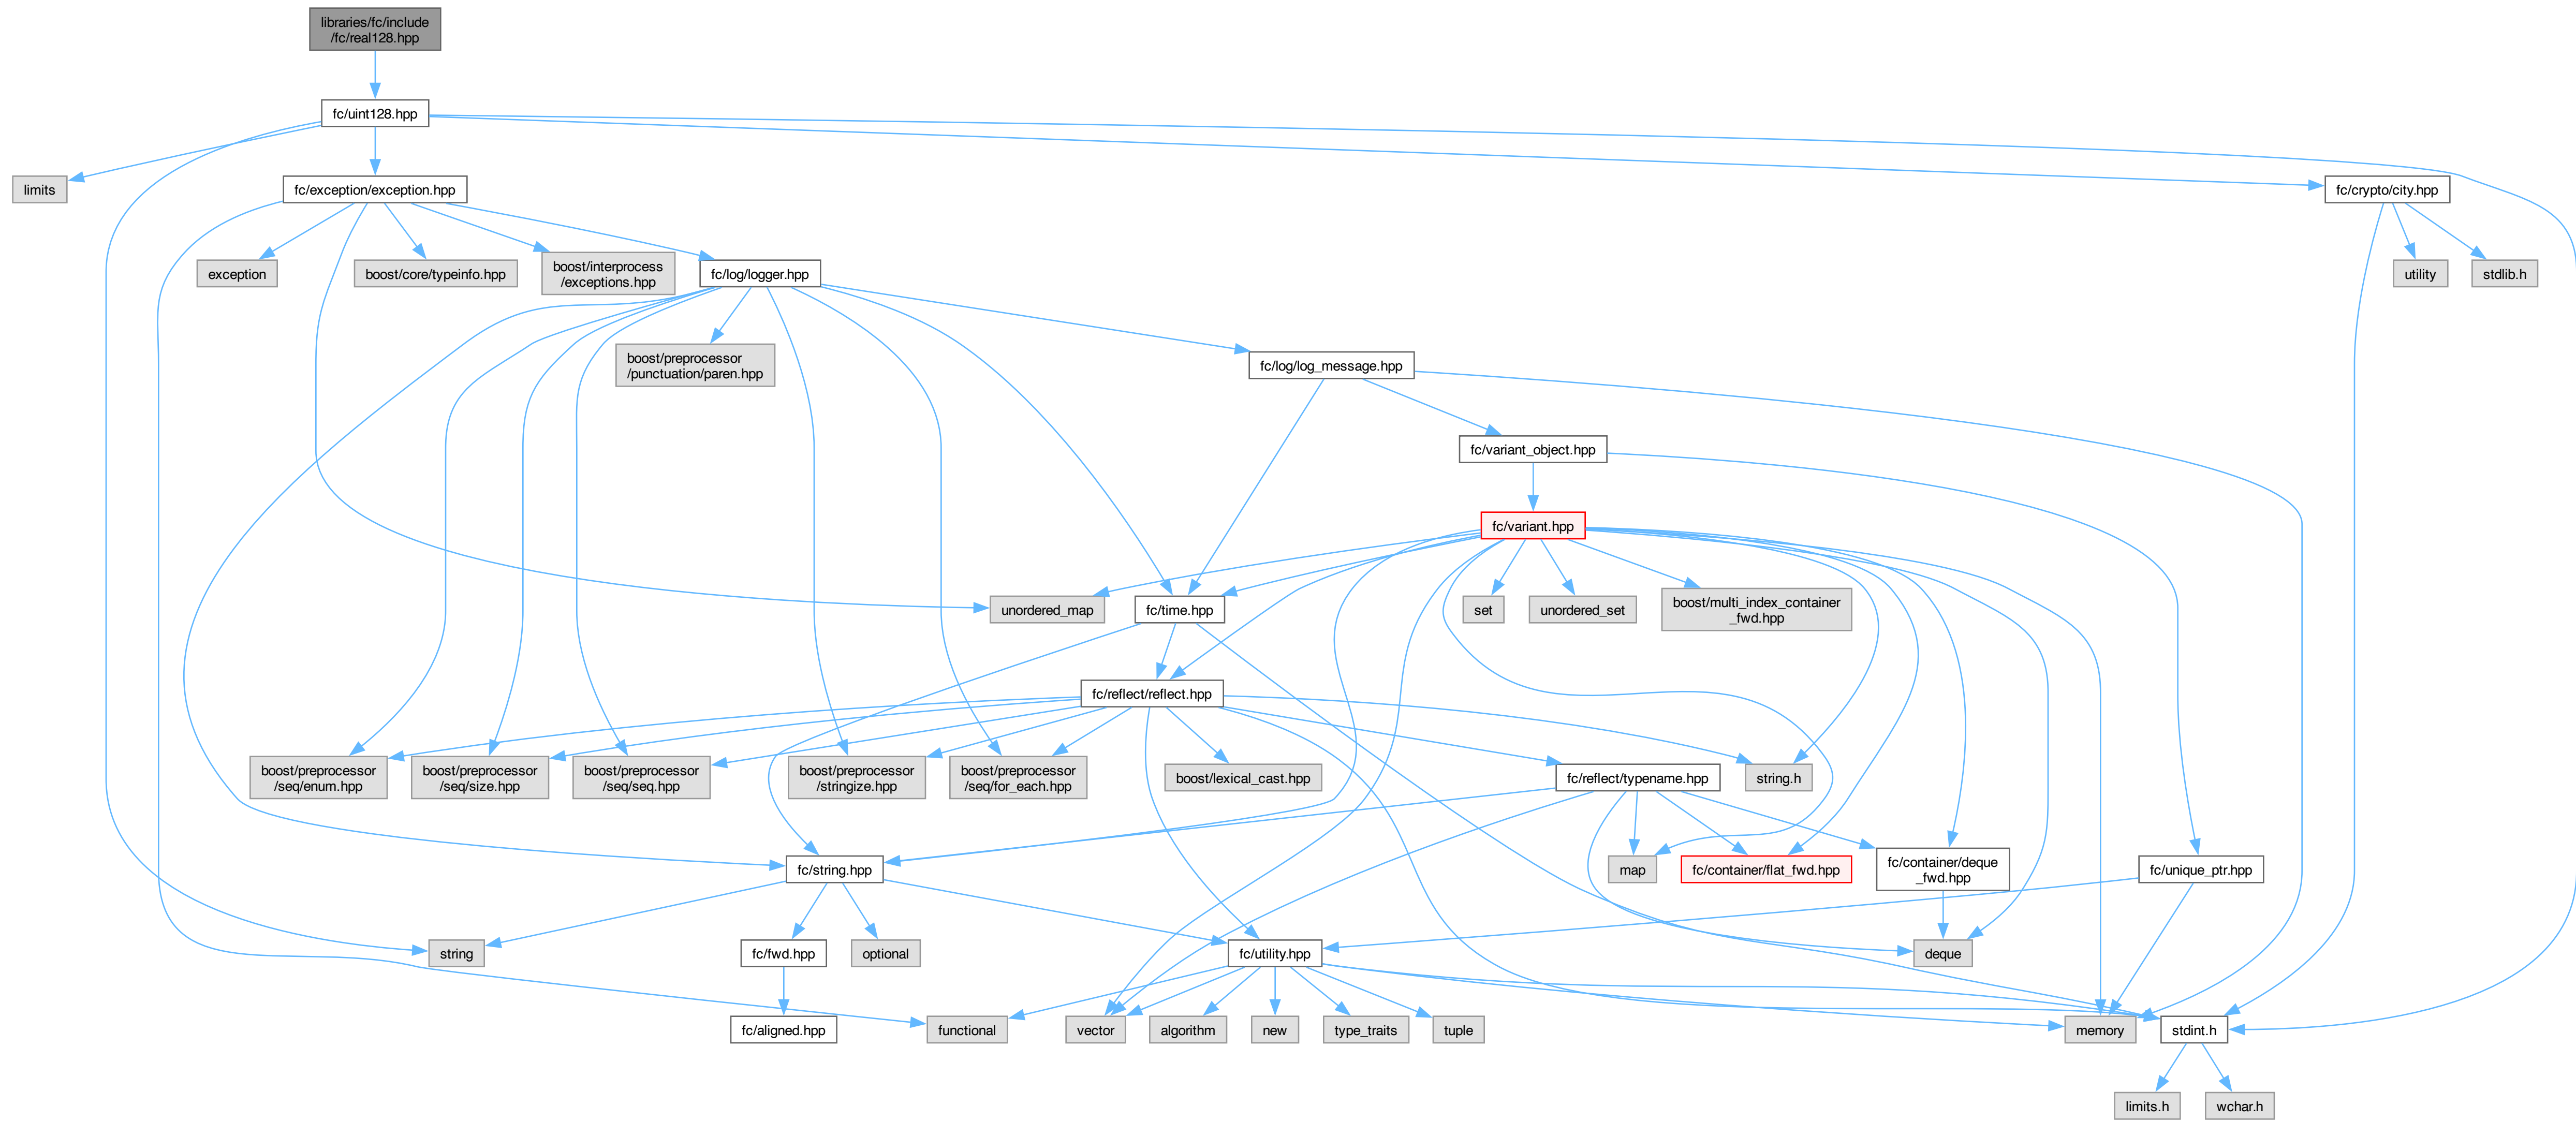 libraries/fc/include
/fc/real128.hpp
fc/uint128.hpp
limits
fc/exception/exception.hpp
fc/crypto/city.hpp
exception
boost/core/typeinfo.hpp
boost/interprocess
/exceptions.hpp
fc/log/logger.hpp
utility
stdlib.h
boost/preprocessor
/punctuation/paren.hpp
fc/log/log_message.hpp
fc/variant_object.hpp
fc/variant.hpp
unordered_map
fc/time.hpp
set
unordered_set
boost/multi_index_container
_fwd.hpp
fc/reflect/reflect.hpp
boost/preprocessor
/seq/enum.hpp
boost/preprocessor
/seq/size.hpp
boost/preprocessor
/seq/seq.hpp
boost/preprocessor
/stringize.hpp
boost/preprocessor
/seq/for_each.hpp
boost/lexical_cast.hpp
fc/reflect/typename.hpp
string.h
fc/string.hpp
map
fc/container/flat_fwd.hpp
fc/container/deque
_fwd.hpp
fc/unique_ptr.hpp
string
fc/fwd.hpp
optional
fc/utility.hpp
deque
fc/aligned.hpp
functional
vector
algorithm
new
type_traits
tuple
memory
stdint.h
limits.h
wchar.h